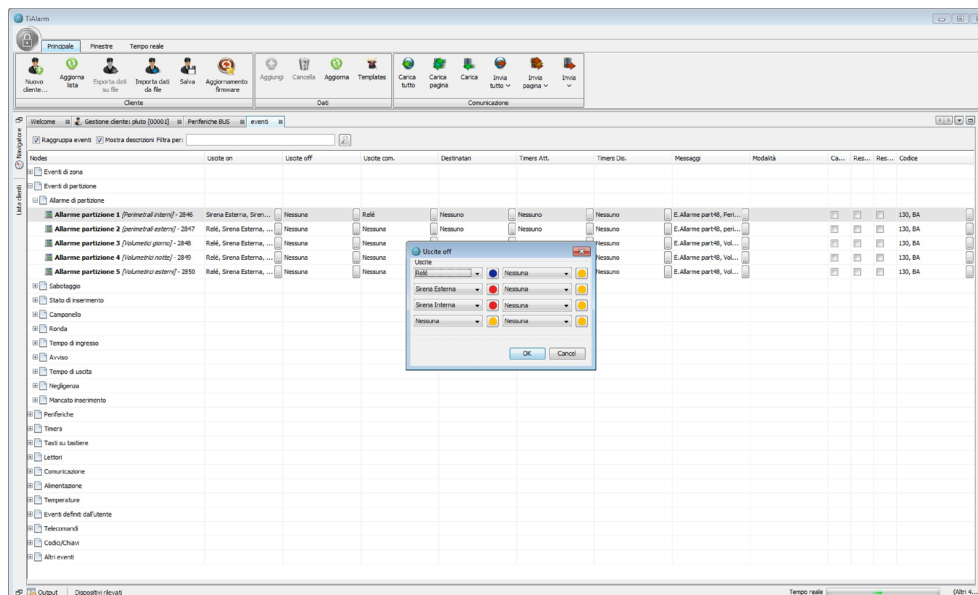 TiAlarm
Principale Finestre Tempo reale
Nuovo cliente... Aggiorna lista Esporta dati su file Importa dati da file Salva Aggiornamento firmware Aggiungi Cancella Aggiorna Templates Carica tutto Carica pagina Carica Invia tutto Invia pagina Invia
Cliente Dati Comunicazione
Navigatore
Lista clienti
Welcome Gestione cliente: pluto [00001] Periferiche BUS eventi
Raggruppa eventi Mostra descrizioni Filtra per:
Nodes Uscite on Uscite off Uscite com. Destinatari Timers Att. Timers Dis. Messaggi Modalità Ca... Res... Res... Codice
Eventi di zona
Eventi di partizione
Allarme di partizione
Allarme partizione 1 [Perimetrali interni] - 2846 Sirena Esterna, Siren... ... Nessuna ... Relé ... Nessuno ... Nessuno ... Nessuno ... E.Allarme part48, Peri... ... 130, BA ...
Allarme partizione 2 [perimetrali esterni] - 2847 Relé, Sirena Esterna, ... ... Nessuna ... Nessuna ... Nessuno ... Nessuno ... Nessuno ... E.Allarme part48, peri... ... 130, BA ...
Allarme partizione 3 [Volumetrici giorno] - 2848 Relé, Sirena Esterna, ... ... Nessuna ... Nessuna ... Nessuno ... E.Allarme part48, Vol... ... 130, BA ...
Allarme partizione 4 [Volumetrici notte] - 2849 Relé, Sirena Esterna, ... ... Nessuna ... Nessuna ... Nessuno ... E.Allarme part48, Vol... ... 130, BA ...
Allarme partizione 5 [Volumetrici esterni] - 2850 Relé, Sirena Esterna, ... ... Nessuna ... Nessuna ... Nessuno ... E.Allarme part48, Vol... ... 130, BA ...
Uscite off
Uscite
Relé Nessuna
Sirena Esterna Nessuna
Sirena Interna Nessuna
Nessuna Nessuna
OK Cancel
Sabotaggio
Stato di inserimento
Campanello
Ronda
Tempo di ingresso
Avviso
Tempo di uscita
Negligenza
Mancato inserimento
Periferiche
Timers
Tasti su tastiere
Lettori
Comunicazione
Alimentazione
Temperature
Eventi definiti dall'utente
Telecomandi
Codici/Chiavi
Altri eventi
Output Dispositivi rilevati Tempo reale (Altri 4...